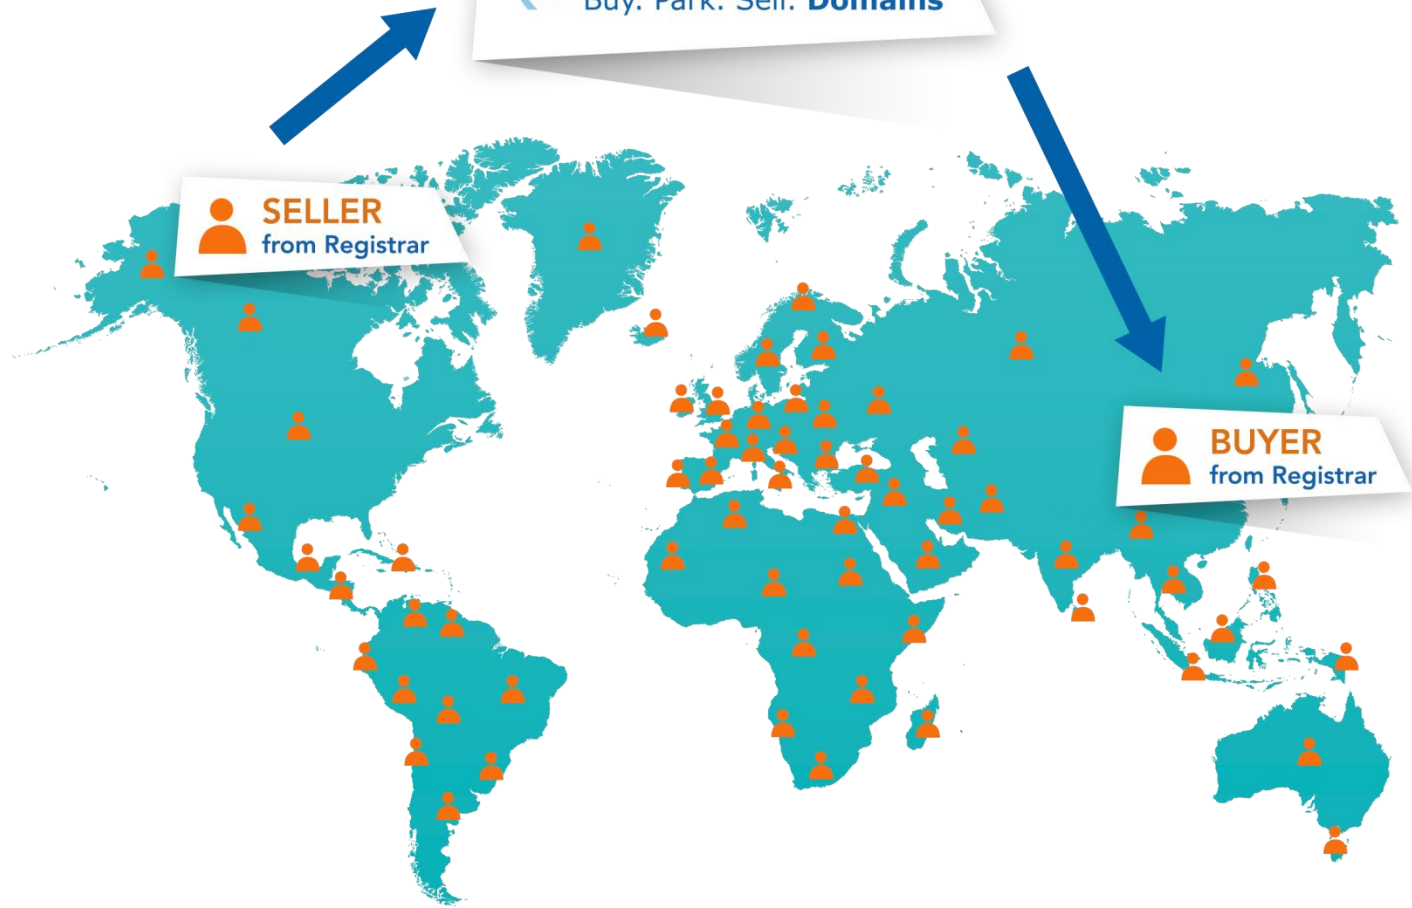 Buy. Park. Sell. Domains
SELLER
from Registrar
BUYER
from Registrar